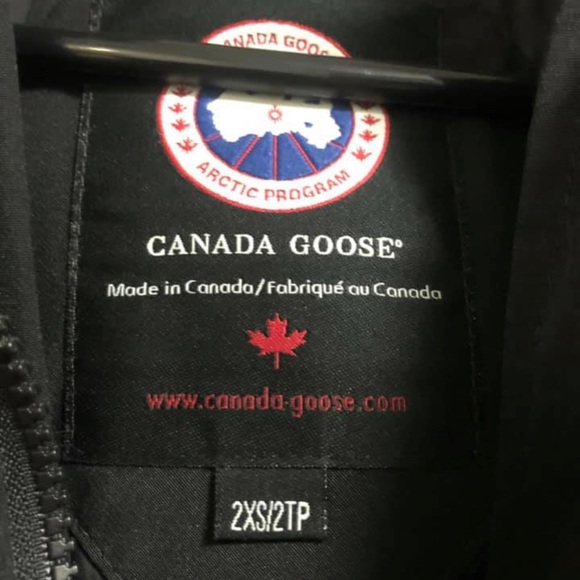 CANADA GOOSE
ARCTIC PROGRAM
CANADA GOOSE®
Made in Canada/Fabriqué au Canada
www.canada-goose.com
2XS/2TP